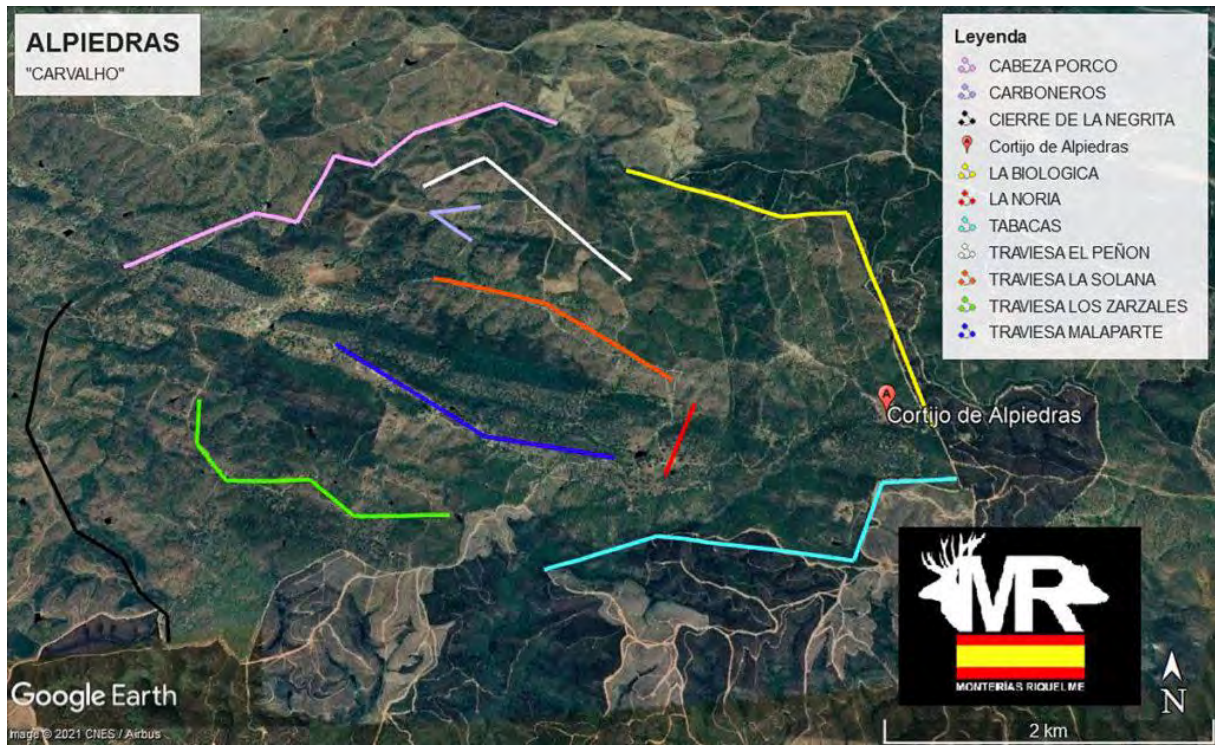 ALPIEDRAS
"CARVALHO"
Leyenda
CABEZA PORCO
CARBONEROS
CIERRE DE LA NEGRITA
Cortijo de Alpiedras
LA BIOLOGICA
LA NORIA
TABACAS
TRAVIESA EL PEÑON
TRAVIESA LA SOLANA
TRAVIESA LOS ZARZALES
TRAVIESA MALAPARTE
A
Cortijo de Alpiedras
MR
MONTERÍAS RIQUELME
N
2 km
Google Earth
Image © 2021 CNES / Airbus